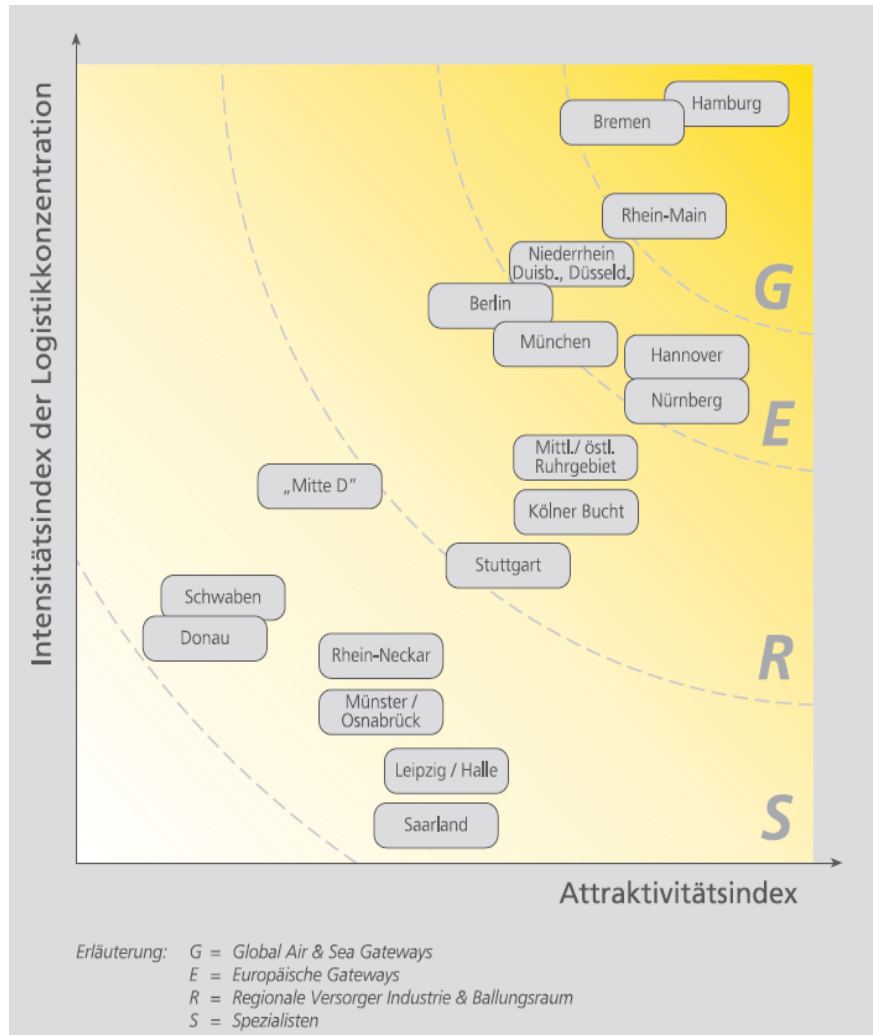 Intensitätsindex der Logistikkonzentration
Hamburg
Bremen
Rhein-Main
Niederrhein
Duisb., Düsseld.
G
Berlin
München
Hannover
Nürnberg
E
Mittl./ östl.
Ruhrgebiet
„Mitte D"
Kölner Bucht
Stuttgart
Schwaben
Donau
Rhein-Neckar
R
Münster /
Osnabrück
Leipzig / Halle
Saarland
S
Attraktivitätsindex
Erläuterung: G = Global Air & Sea Gateways
E = Europäische Gateways
R = Regionale Versorger Industrie & Ballungsraum
S = Spezialisten